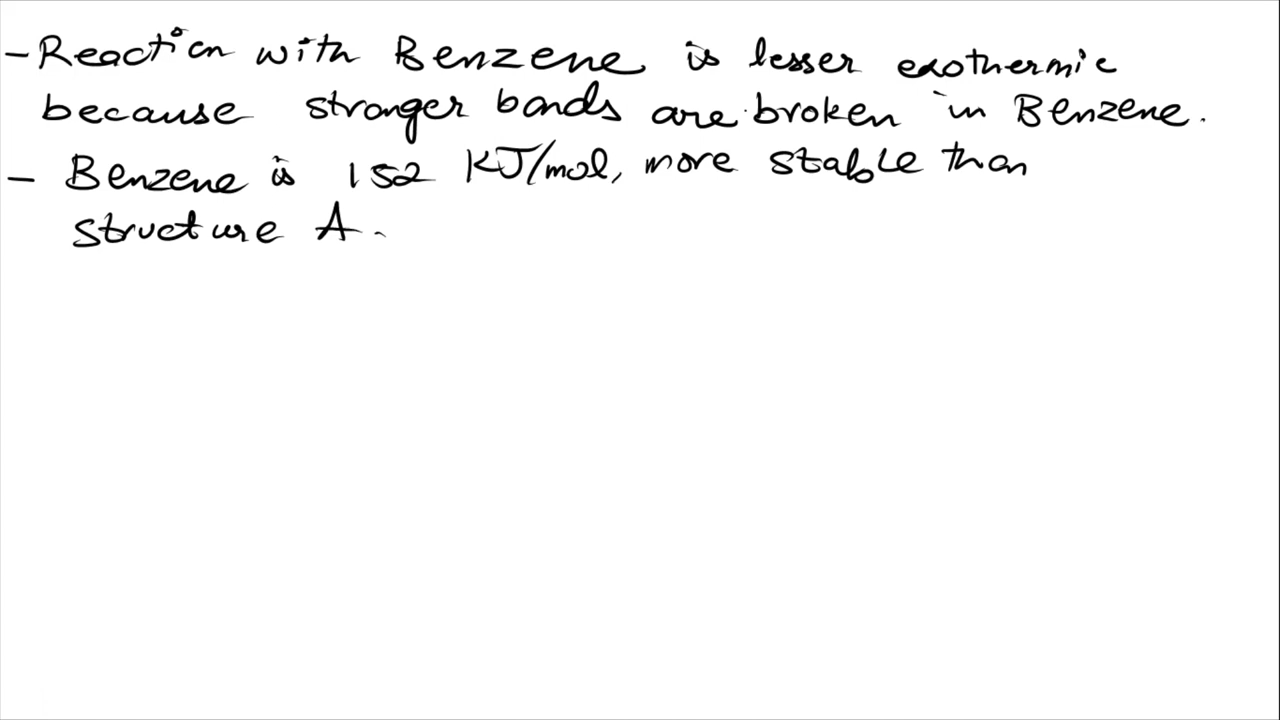 - Reaction with Benzene is lesser exothermic
because stronger bonds are broken in Benzene.
- Benzene is 152 KJ/mol, more stable than
structure A.